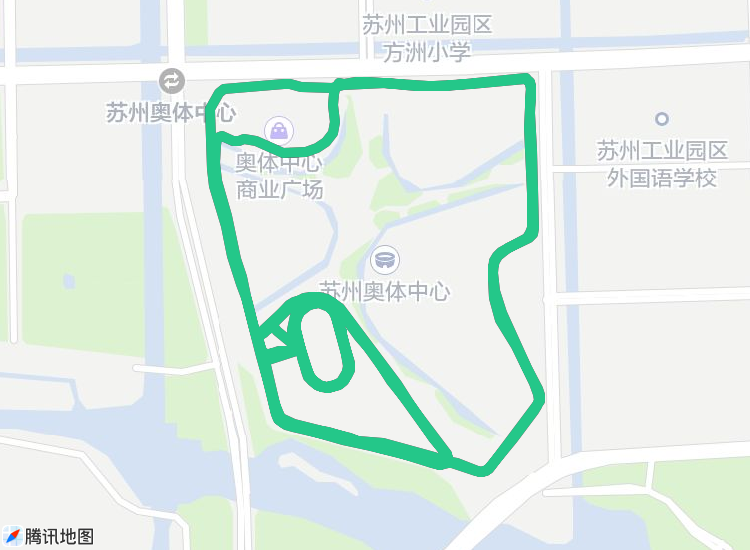 苏州工业园区
方洲小学
苏州奥体中心
奥体中心
商业广场
苏州工业园区
外国语学校
苏州奥体中心
腾讯地图